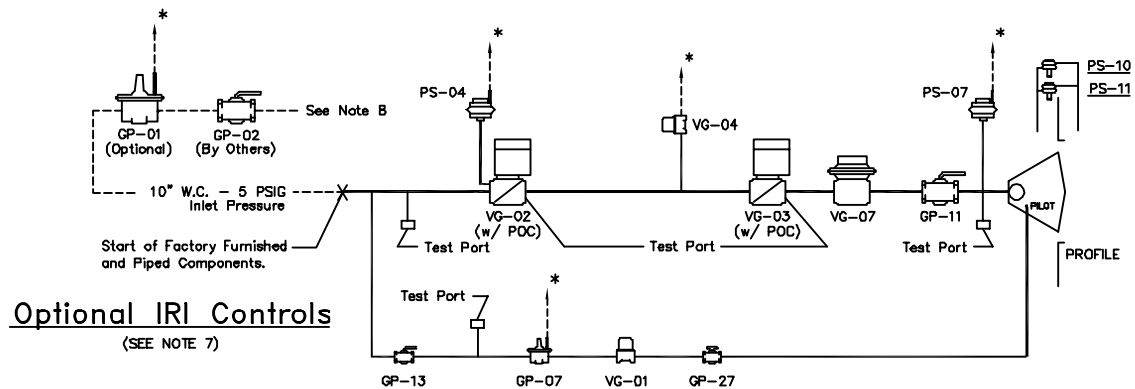 *
*
*
*
PS-10
PS-11
PS-04
PS-07
VG-04
See Note B
GP-01
(Optional)
GP-02
(By Others)
10" W.C. - 5 PSIG
Inlet Pressure
VG-02
(w/ POC)
VG-03
(w/ POC)
VG-07
GP-11
PILOT
Start of Factory Furnished
and Piped Components.
Test Port
Test Port
Test Port
PROFILE
*
Test Port
Optional IRI Controls
(SEE NOTE 7)
GP-13
GP-07
VG-01
GP-27